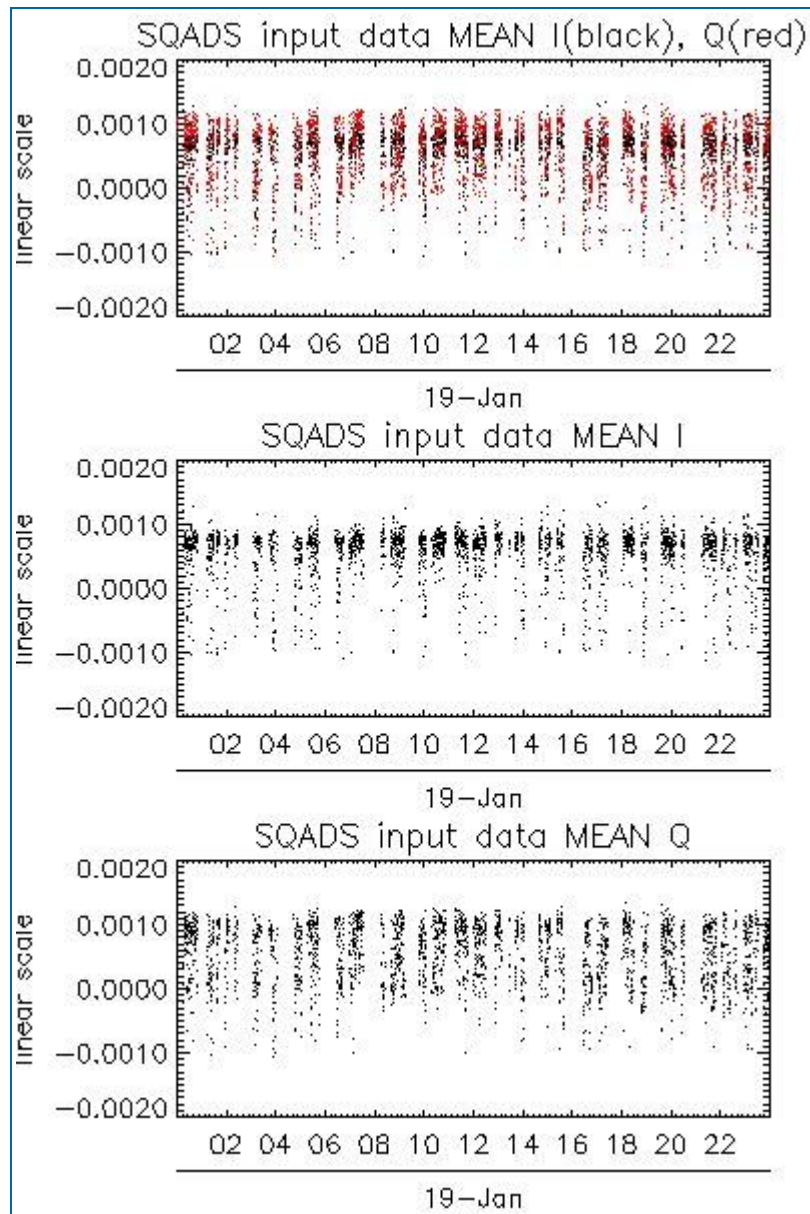 SQADS input data MEAN I(black), Q(red)
linear scale
0.0020
0.0010
0.0000
−0.0010
−0.0020
02 04 06 08 10 12 14 16 18 20 22
19−Jan
SQADS input data MEAN I
linear scale
0.0020
0.0010
0.0000
−0.0010
−0.0020
02 04 06 08 10 12 14 16 18 20 22
19−Jan
SQADS input data MEAN Q
linear scale
0.0020
0.0010
0.0000
−0.0010
−0.0020
02 04 06 08 10 12 14 16 18 20 22
19−Jan